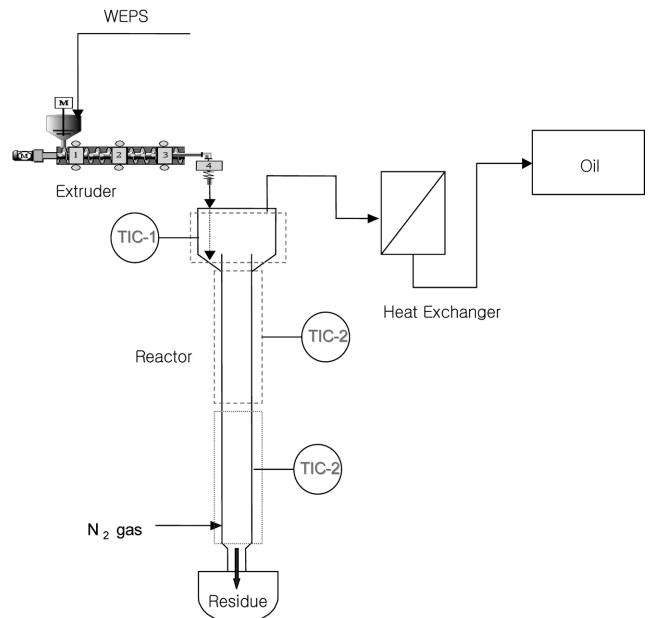 WEPS
M
M
1
2
3
4
Extruder
Oil
TIC-1
Heat Exchanger
Reactor
TIC-2
TIC-2
N2 gas
Residue